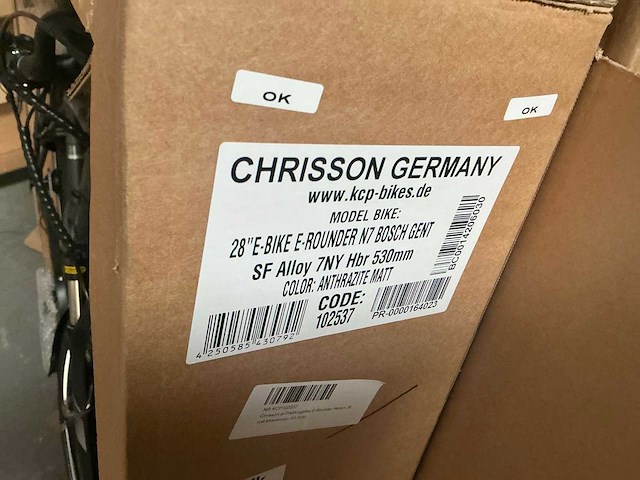 OK
OK
CHRISSON GERMANY
www.kcp-bikes.de
MODEL BIKE:
28"E-BIKE E-ROUNDER N7 BOSCH GENT
SF Alloy 7NY Hbr 530mm
COLOR: ANTHRAZITE MATT
CODE:
102537
4 250585 430792
PR-0000164023
BC0014206030